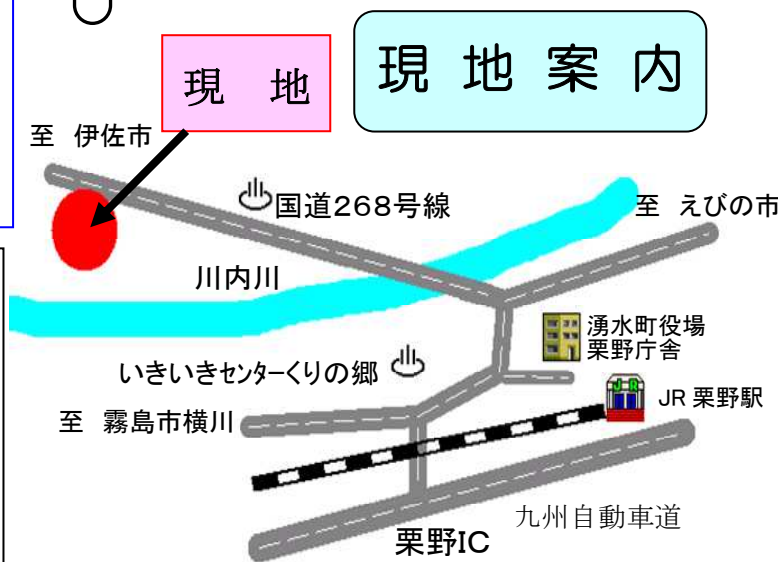 現地
現地案内
至 伊佐市
国道268号線
至 えびの市
川内川
湧水町役場
栗野庁舎
いきいきセンターくりの郷
JR
JR 栗野駅
至 霧島市横川
九州自動車道
栗野IC